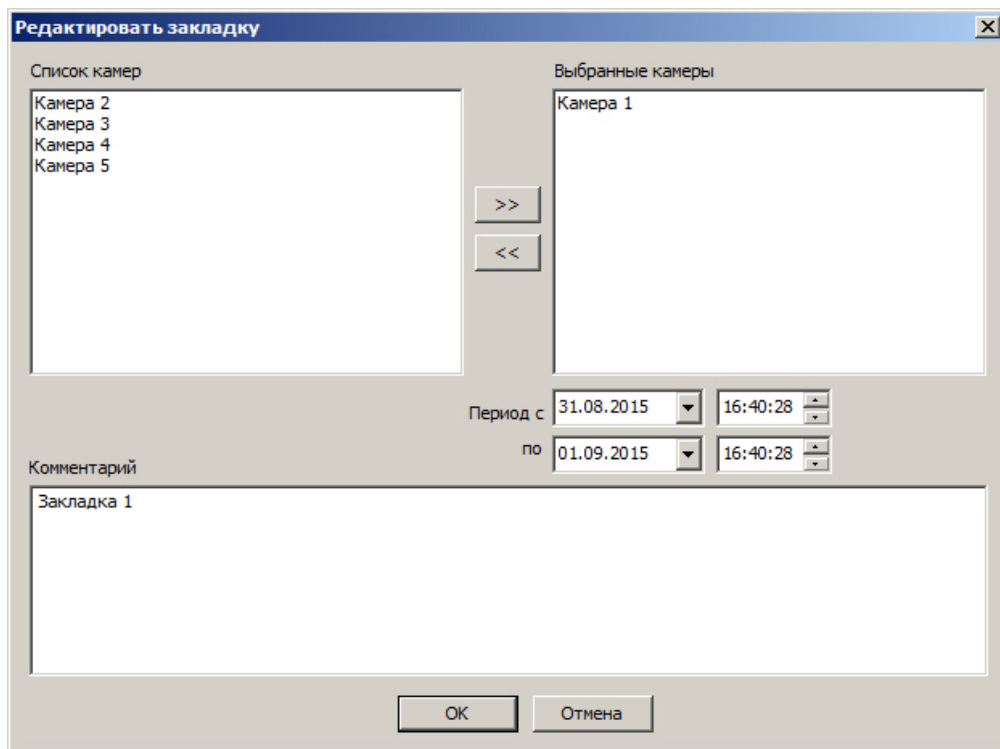 Редактировать закладку
Список камер
Выбранные камеры
Камера 2
Камера 3
Камера 4
Камера 5
Камера 1
>>
<<
Период с 31.08.2015 16:40:28
по 01.09.2015 16:40:28
Комментарий
Закладка 1
OK
Отмена